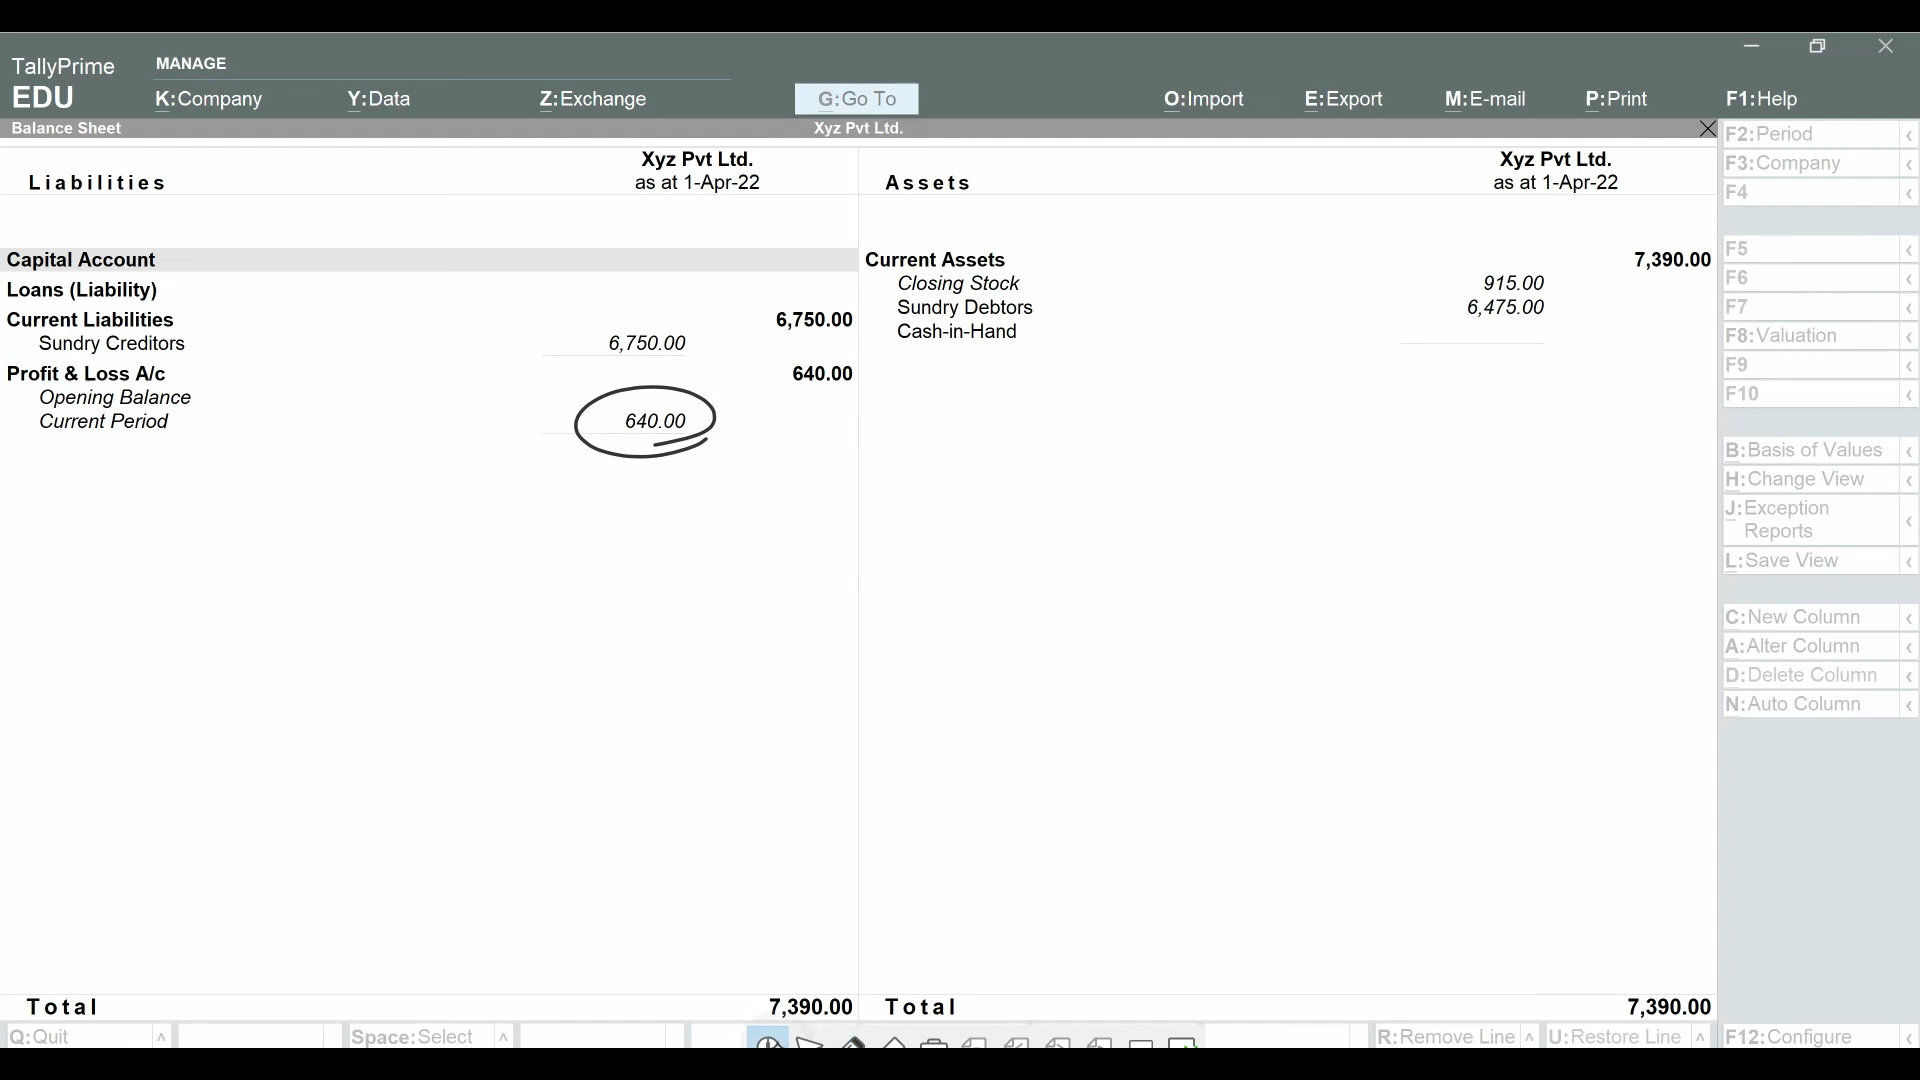 TallyPrime
EDU
MANAGE
K:Company Y:Data Z:Exchange G:Go To O:Import E:Export M:E-mail P:Print F1:Help
Balance Sheet Xyz Pvt Ltd.
Liabilities
Xyz Pvt Ltd.
as at 1-Apr-22
Capital Account
Loans (Liability)
Current Liabilities 6,750.00
Sundry Creditors 6,750.00
Profit & Loss A/c 640.00
Opening Balance
Current Period 640.00
Total 7,390.00
Assets
Xyz Pvt Ltd.
as at 1-Apr-22
Current Assets 7,390.00
Closing Stock 915.00
Sundry Debtors 6,475.00
Cash-in-Hand
Total 7,390.00
F2:Period
F3:Company
F4
F5
F6
F7
F8:Valuation
F9
F10
B:Basis of Values
H:Change View
J:Exception
Reports
L:Save View
C:New Column
A:Alter Column
D:Delete Column
N:Auto Column
Q:Quit Space:Select R:Remove Line U:Restore Line F12:Configure